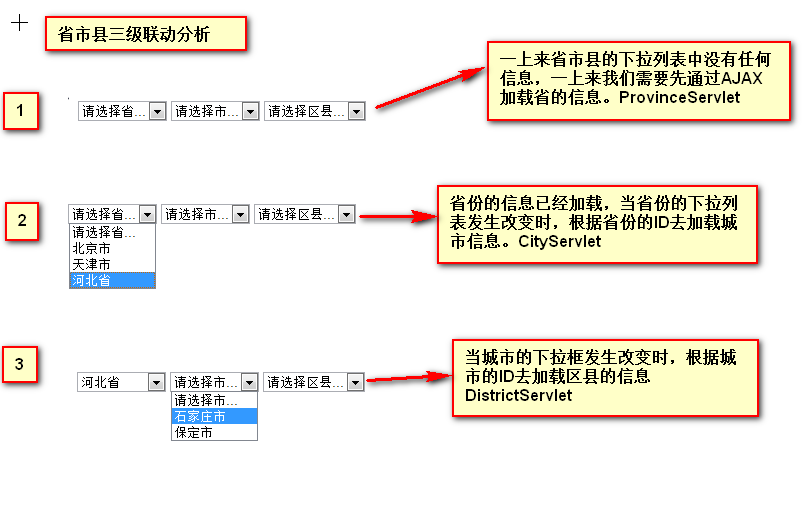 省市县三级联动分析
一上来省市县的下拉列表中没有任何
信息，一上来我们需要先通过AJAX
加载省的信息。ProvinceServlet
1
请选择省... 请选择市... 请选择区县...
2
请选择省... 请选择市... 请选择区县...
请选择省...
北京市
天津市
河北省
省份的信息已经加载，当省份的下拉列
表发生改变时，根据省份的ID去加载城
市信息。CityServlet
3
河北省 请选择市... 请选择区县...
请选择市...
石家庄市
保定市
当城市的下拉框发生改变时，根据城
市的ID去加载区县的信息
DistrictServlet